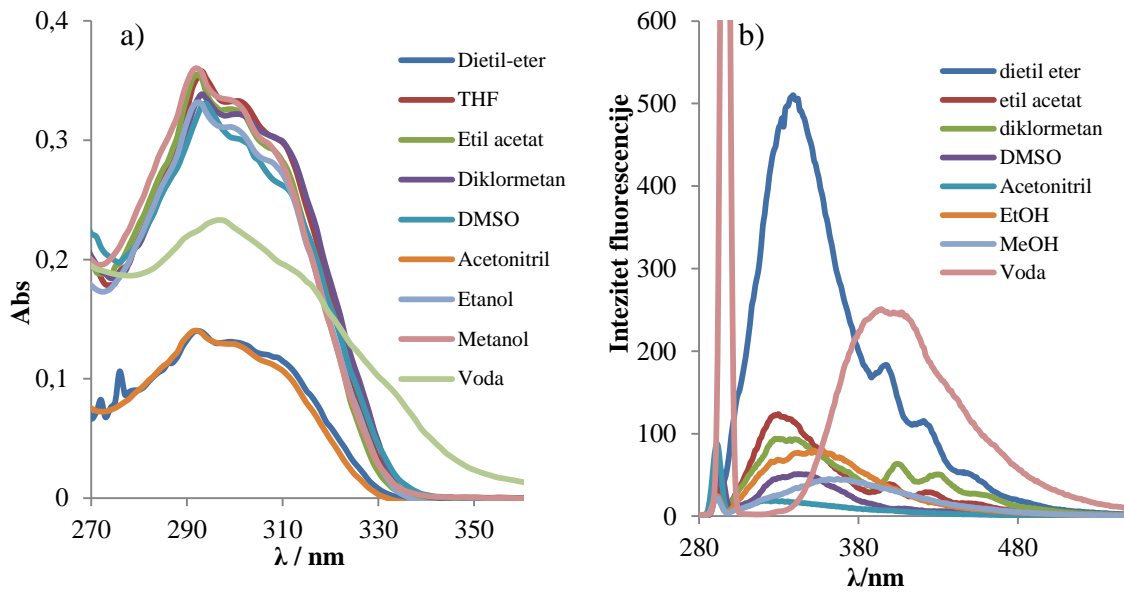 a)
0,4
0,3
0,2
0,1
0
Abs
270
290
310
330
350
λ / nm
Dietil-eter
THF
Etil acetat
Diklormetan
DMSO
Acetonitril
Etanol
Metanol
Voda
b)
600
500
400
300
200
100
0
Intezitet fluorescencije
280
380
480
λ/nm
dietil eter
etil acetat
diklormetan
DMSO
Acetonitril
EtOH
MeOH
Voda